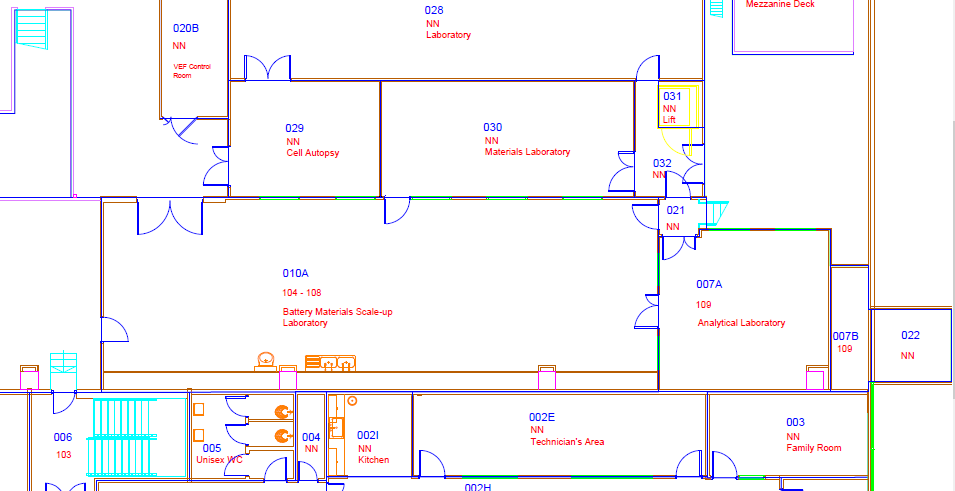 Mezzanine Deck
028
NN
Laboratory
020B
NN
VEF Control
Room
031
NN
Lift
029
NN
Cell Autopsy
030
NN
Materials Laboratory
032
NN
021
NN
010A
104 - 108
Battery Materials Scale-up
Laboratory
007A
109
Analytical Laboratory
007B
109
022
NN
006
103
005
Unisex WC
004
NN
002I
NN
Kitchen
002E
NN
Technician's Area
003
NN
Family Room
002H